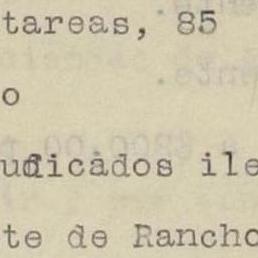 tareas, 85
o
udicados ile
te de Rancho